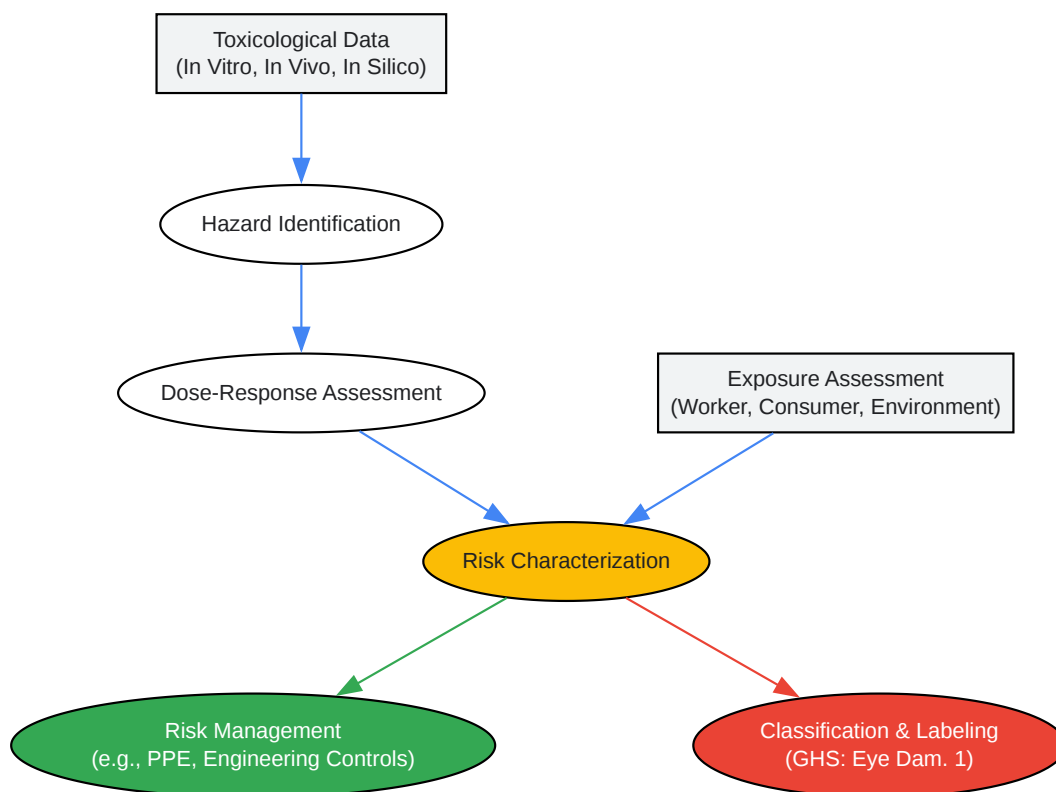 Toxicological Data
(In Vitro, In Vivo, In Silico)
Hazard Identification
Dose-Response Assessment
Exposure Assessment
(Worker, Consumer, Environment)
Risk Characterization
Risk Management
(e.g., PPE, Engineering Controls)
Classification & Labeling
(GHS: Eye Dam. 1)